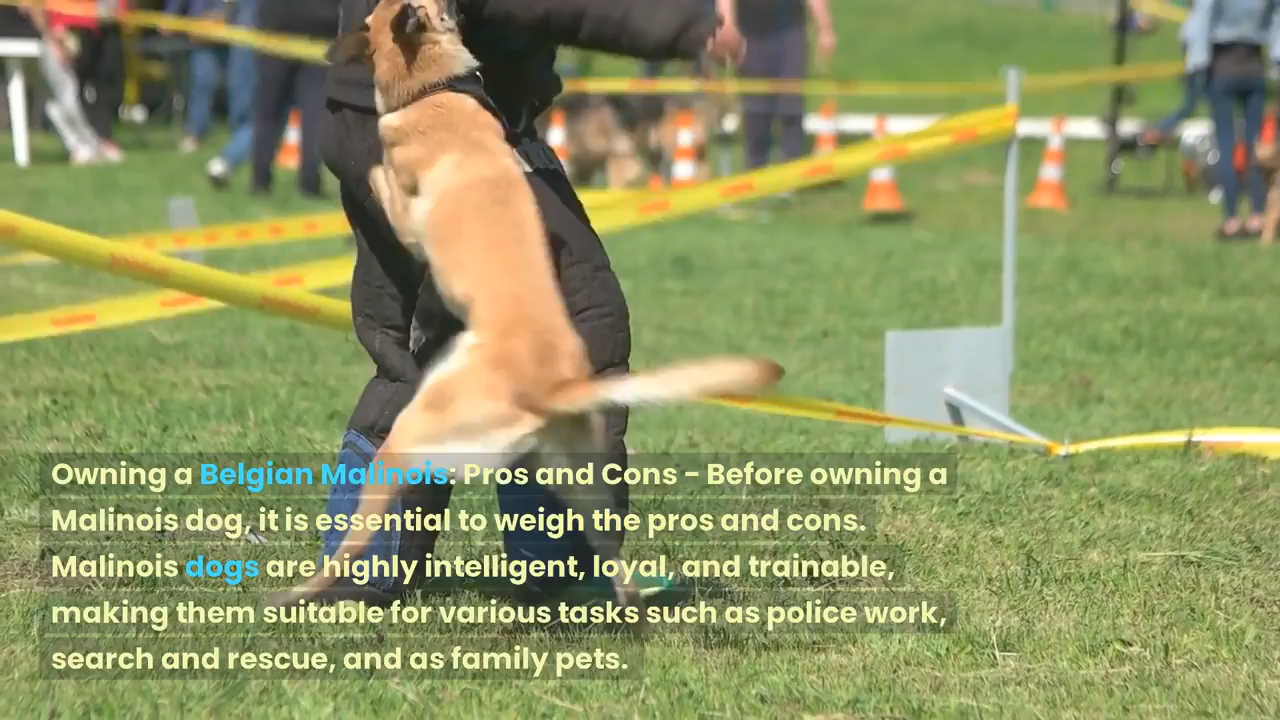 Owning a Belgian Malinois: Pros and Cons - Before owning a
Malinois dog, it is essential to weigh the pros and cons.
Malinois dogs are highly intelligent, loyal, and trainable,
making them suitable for various tasks such as police work,
search and rescue, and as family pets.